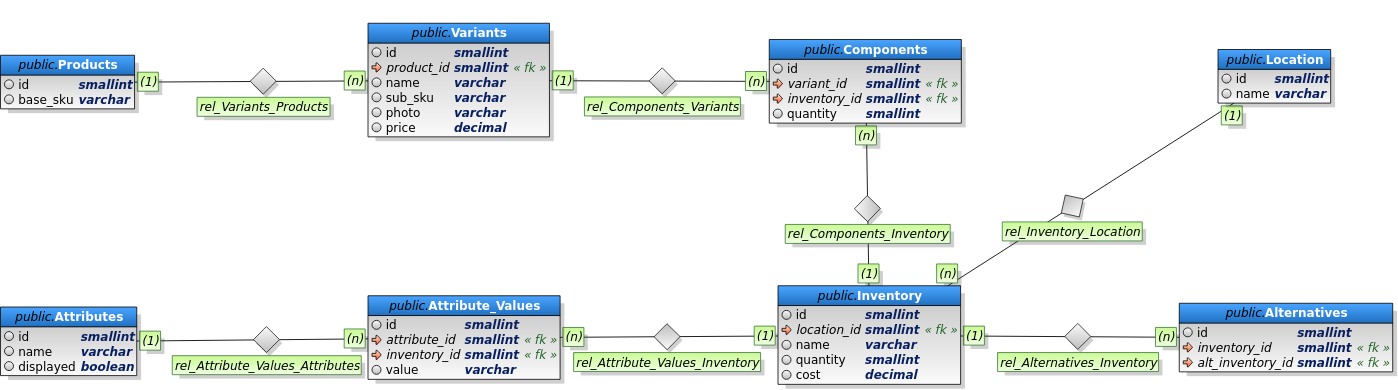 public.Products
id smallint
base_sku varchar
(1)
rel_Variants_Products
(n)
public.Variants
id smallint
product_id smallint « fk »
name varchar
sub_sku varchar
photo varchar
price decimal
(1)
rel_Components_Variants
(n)
public.Components
id smallint
variant_id smallint « fk »
inventory_id smallint « fk »
quantity smallint
(n)
rel_Components_Inventory
(1)
public.Location
id smallint
name varchar
(1)
rel_Inventory_Location
(n)
public.Attributes
id smallint
name varchar
displayed boolean
(1)
rel_Attribute_Values_Attributes
(n)
public.Attribute_Values
id smallint
attribute_id smallint « fk »
inventory_id smallint « fk »
value varchar
(n)
rel_Attribute_Values_Inventory
(1)
public.Inventory
id smallint
location_id smallint « fk »
name varchar
quantity smallint
cost decimal
(1)
rel_Alternatives_Inventory
(n)
public.Alternatives
id smallint
inventory_id smallint « fk »
alt_inventory_id smallint « fk »